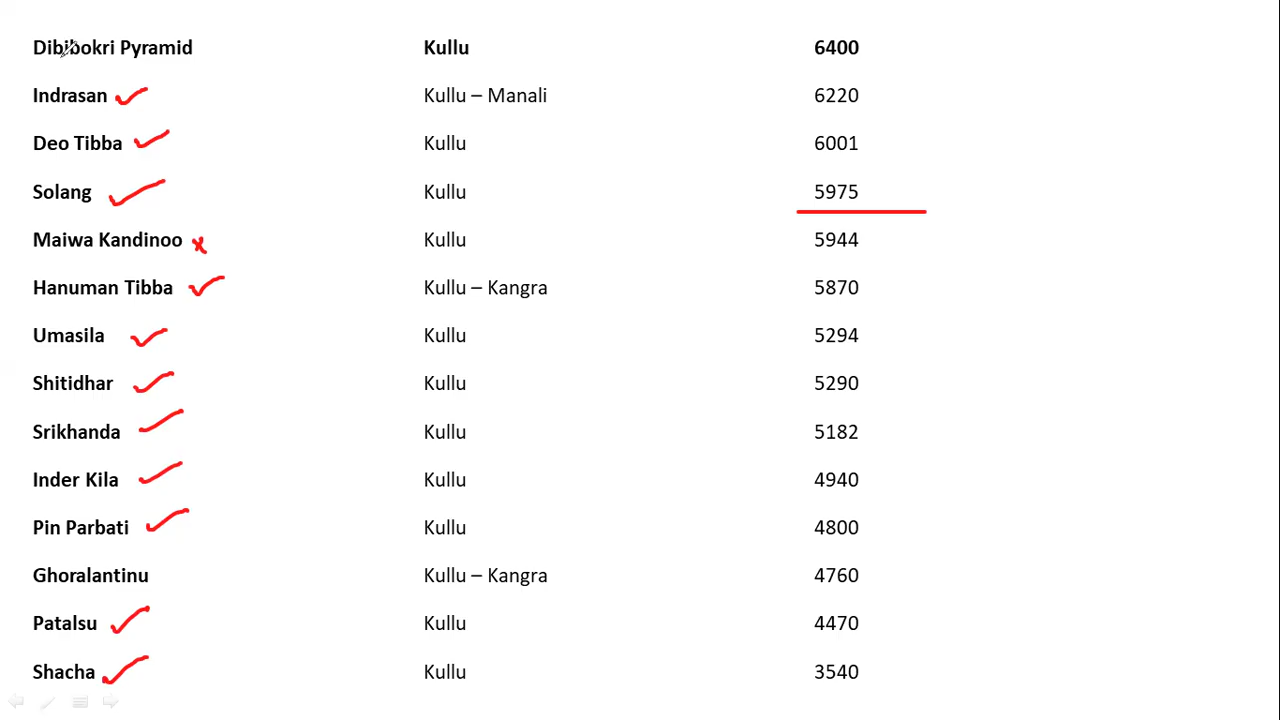 Dibibokri Pyramid Kullu 6400
Indrasan Kullu – Manali 6220
Deo Tibba Kullu 6001
Solang Kullu 5975
Maiwa Kandinoo Kullu 5944
Hanuman Tibba Kullu – Kangra 5870
Umasila Kullu 5294
Shitidhar Kullu 5290
Srikhanda Kullu 5182
Inder Kila Kullu 4940
Pin Parbati Kullu 4800
Ghoralantinu Kullu – Kangra 4760
Patalsu Kullu 4470
Shacha Kullu 3540